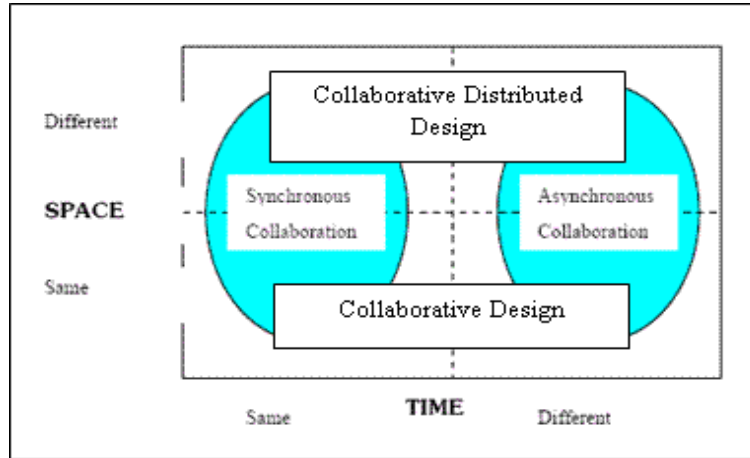 Collaborative Distributed
Design
Different
Synchronous
Collaboration
Asynchronous
Collaboration
SPACE
Same
Collaborative Design
Same
TIME
Different